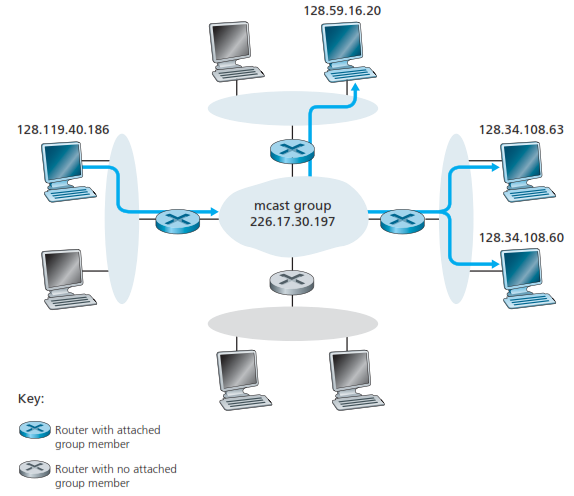 128.59.16.20
128.119.40.186
128.34.108.63
mcast group
226.17.30.197
128.34.108.60
Key:
Router with attached
group member
Router with no attached
group member